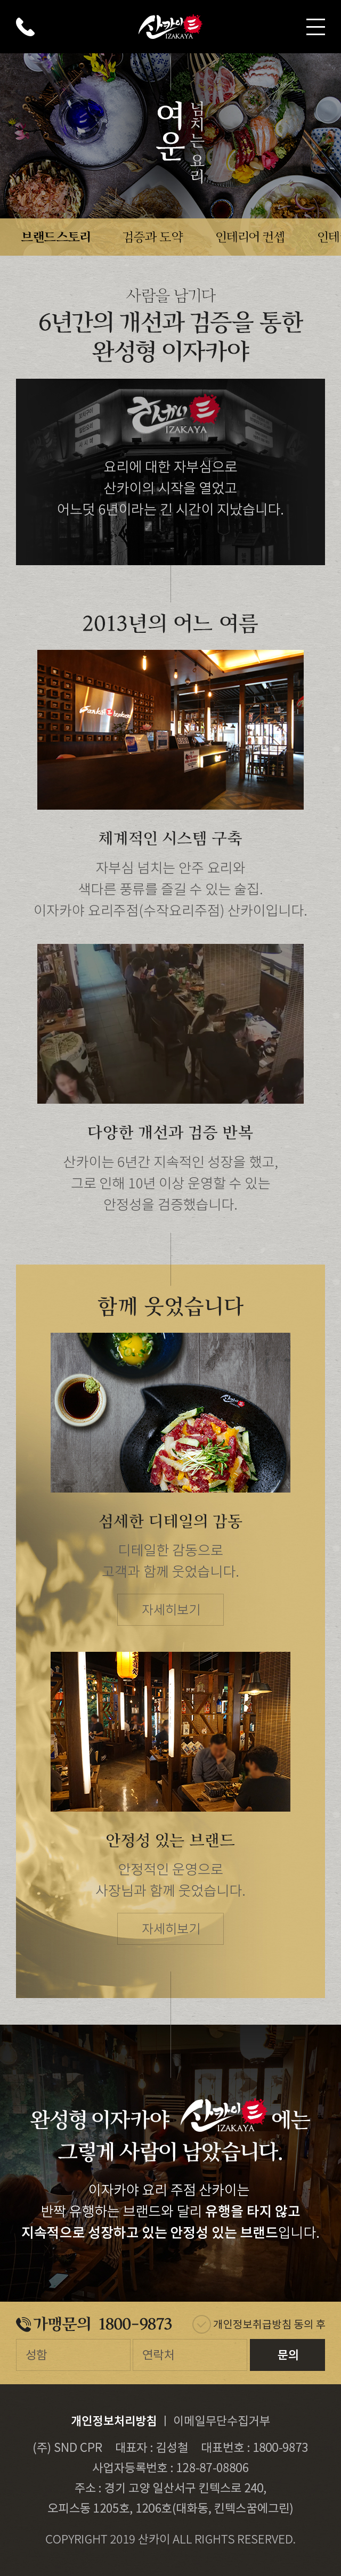 산카이
IZAKAYA
여운
넘치는 요리
브랜드스토리 검증과 도약 인테리어 컨셉 인테
사람을 남기다
6년간의 개선과 검증을 통한
완성형 이자카야
산카이
IZAKAYA
요리에 대한 자부심으로
산카이의 시작을 열었고
어느덧 6년이라는 긴 시간이 지났습니다.
2013년의 어느 여름
체계적인 시스템 구축
자부심 넘치는 안주 요리와
색다른 풍류를 즐길 수 있는 술집.
이자카야 요리주점(수작요리주점) 산카이입니다.
다양한 개선과 검증 반복
산카이는 6년간 지속적인 성장을 했고,
그로 인해 10년 이상 운영할 수 있는
안정성을 검증했습니다.
함께 웃었습니다
섬세한 디테일의 감동
디테일한 감동으로
고객과 함께 웃었습니다.
자세히보기
안정성 있는 브랜드
안정적인 운영으로
사장님과 함께 웃었습니다.
자세히보기
완성형 이자카야 산카이 IZAKAYA 에는
그렇게 사람이 남았습니다.
이자카야 요리 주점 산카이는
반짝 유행하는 브랜드와 달리 유행을 타지 않고
지속적으로 성장하고 있는 안정성 있는 브랜드입니다.
가맹문의 1800-9873 개인정보취급방침 동의 후
성함 연락처 문의
개인정보처리방침 | 이메일무단수집거부
(주) SND CPR 대표자 : 김성철 대표번호 : 1800-9873
사업자등록번호 : 128-87-08806
주소 : 경기 고양 일산서구 킨텍스로 240,
오피스동 1205호, 1206호(대화동, 킨텍스꿈에그린)
COPYRIGHT 2019 산카이 ALL RIGHTS RESERVED.